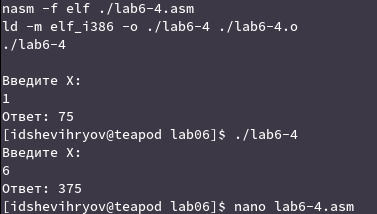 nasm -f elf ./lab6-4.asm
ld -m elf_i386 -o ./lab6-4 ./lab6-4.o
./lab6-4
Введите X:
1
Ответ: 75
[idshevihryov@teapod lab06]$ ./lab6-4
Введите X:
6
Ответ: 375
[idshevihryov@teapod lab06]$ nano lab6-4.asm